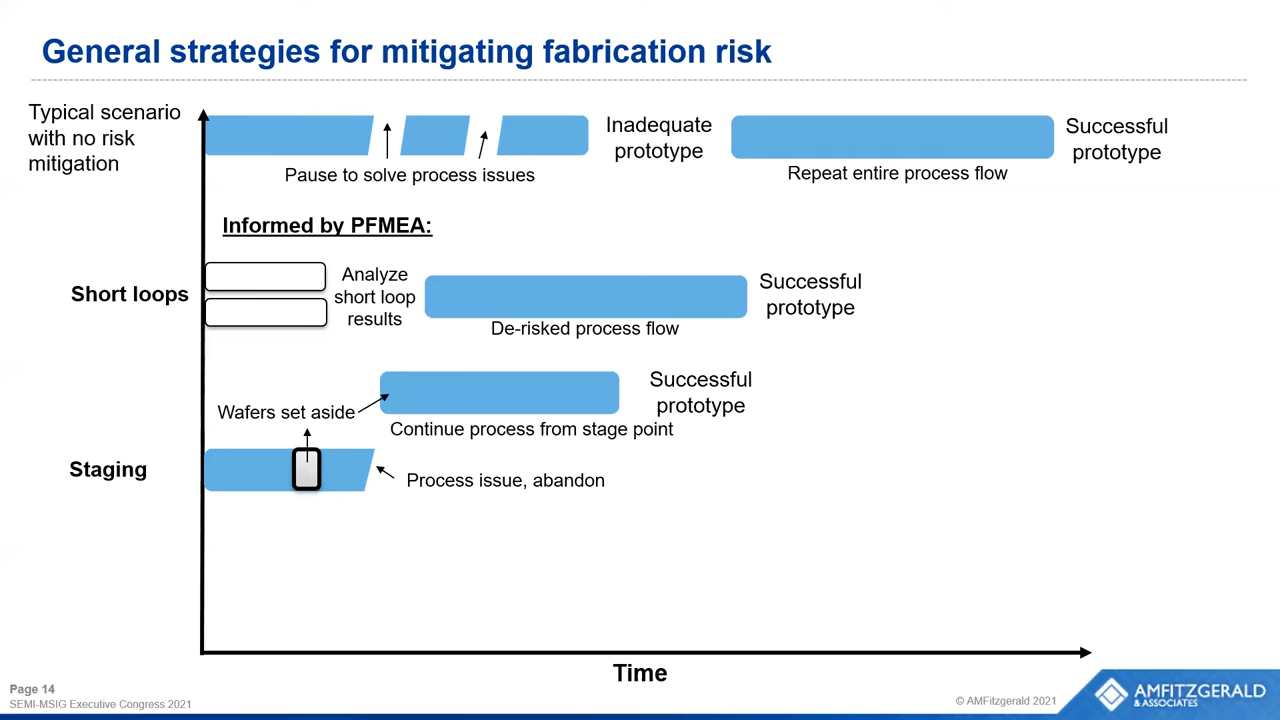 General strategies for mitigating fabrication risk
Typical scenario
with no risk
mitigation
Inadequate
prototype
Successful
prototype
Pause to solve process issues
Repeat entire process flow
Informed by PFMEA:
Short loops
Analyze
short loop
results
Successful
prototype
De-risked process flow
Successful
prototype
Wafers set aside
Continue process from stage point
Staging
Process issue, abandon
Time
Page 14
SEMI-MSIG Executive Congress 2021
© AMFitzgerald 2021
AMFITZGERALD
& ASSOCIATES